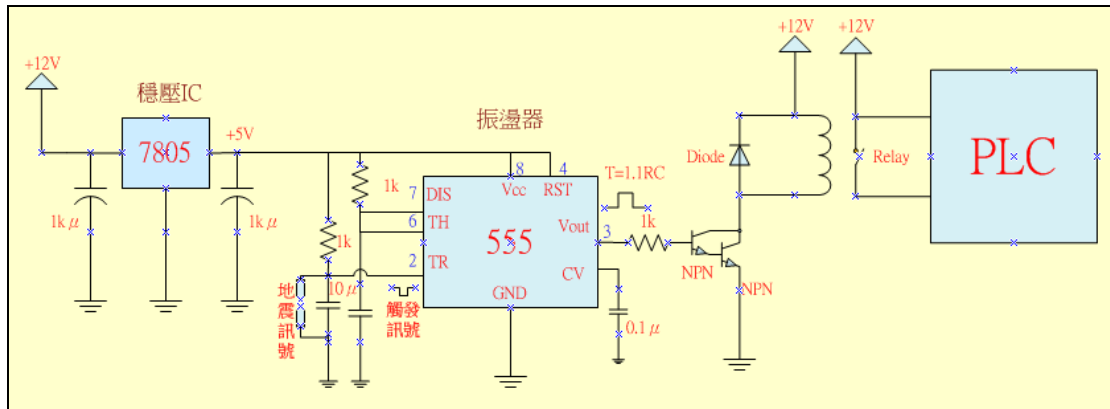 +12V
穩壓IC
7805
+5V
1kμ
1kμ
振盪器
1k
1k
10μ
地震訊號
觸發
訊號
7
DIS
6
TH
2
TR
8
Vcc
4
RST
555
Vout
3
CV
GND
T=1.1RC
1k
0.1μ
NPN
NPN
Diode
+12V
+12V
Relay
PLC